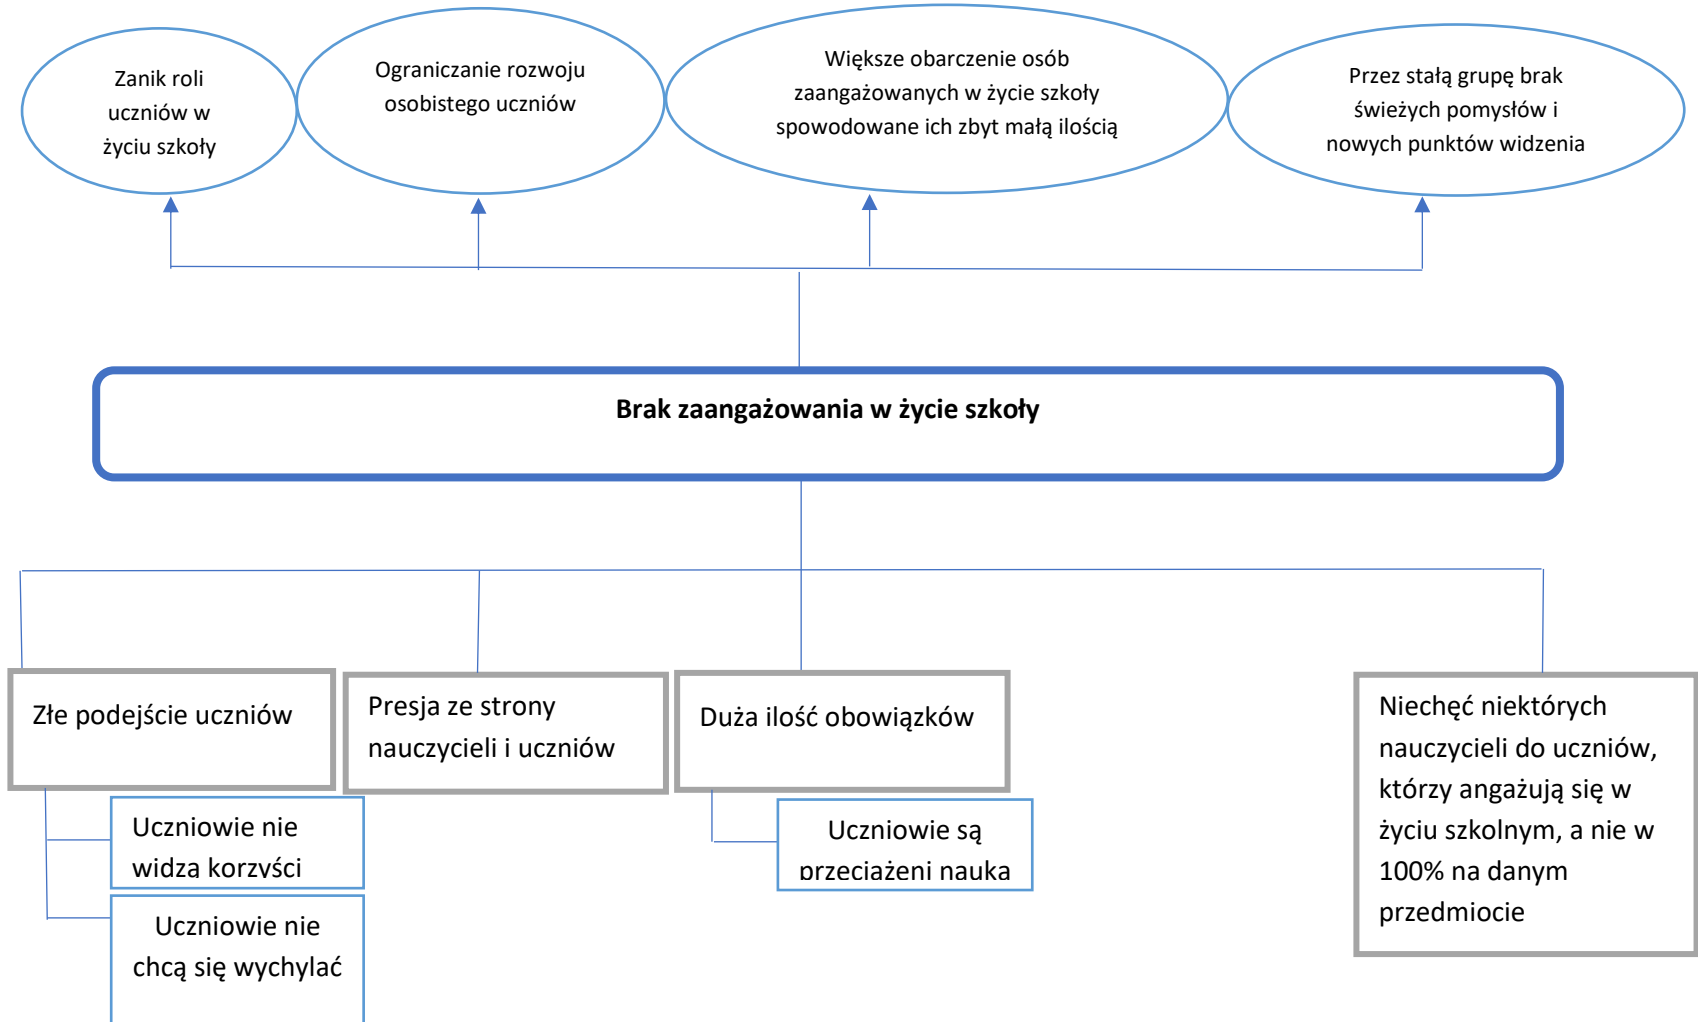 Zanik roli
uczniów w
życiu szkoły
Ograniczanie rozwoju
osobistego uczniów
Większe obarczenie osób
zaangażowanych w życie szkoły
spowodowane ich zbyt małą ilością
Przez stałą grupę brak
świeżych pomysłów i
nowych punktów widzenia
Brak zaangażowania w życie szkoły
Złe podejście uczniów
Uczniowie nie
widzą korzyści
Uczniowie nie
chcą się wychylać
Presja ze strony
nauczycieli i uczniów
Duża ilość obowiązków
Uczniowie są
przeciążeni nauką
Niechęć niektórych
nauczycieli do uczniów,
którzy angażują się w
życiu szkolnym, a nie w
100% na danym
przedmiocie